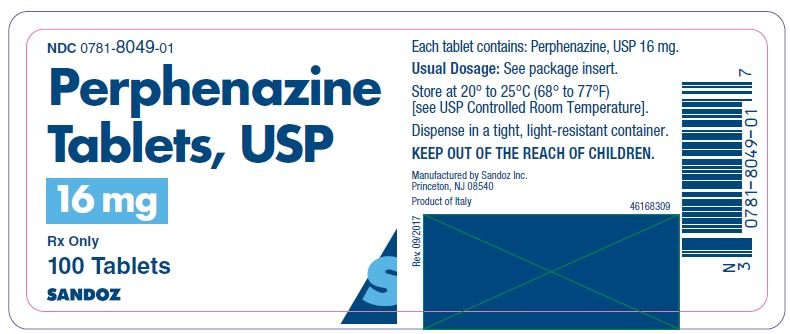 NDC 0781-8049-01
Perphenazine
Tablets, USP
16 mg
Rx Only
100 Tablets
SANDOZ
S
Each tablet contains: Perphenazine, USP 16 mg.
Usual Dosage: See package insert.
Store at 20° to 25°C (68° to 77°F)
[see USP Controlled Room Temperature].
Dispense in a tight, light-resistant container.
KEEP OUT OF THE REACH OF CHILDREN.
Manufactured by Sandoz Inc.
Princeton, NJ 08540
Product of Italy
46168309
Rev. 09/2017
N
3
0781-8049-01
7